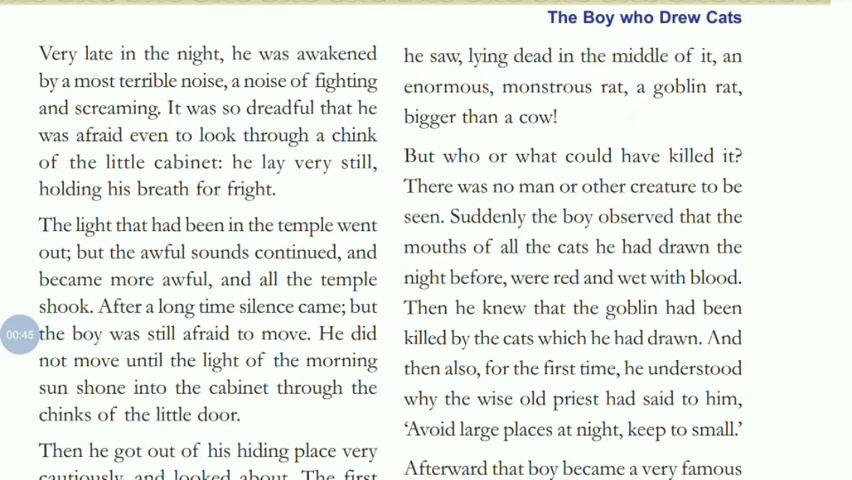 The Boy who Drew Cats
Very late in the night, he was awakened
by a most terrible noise, a noise of fighting
and screaming. It was so dreadful that he
was afraid even to look through a chink
of the little cabinet: he lay very still,
holding his breath for fright.
The light that had been in the temple went
out; but the awful sounds continued, and
became more awful, and all the temple
shook. After a long time silence came; but
00:45
the boy was still afraid to move. He did
not move until the light of the morning
sun shone into the cabinet through the
chinks of the little door.
Then he got out of his hiding place very
cautiously and looked about. The first
he saw, lying dead in the middle of it, an
enormous, monstrous rat, a goblin rat,
bigger than a cow!
But who or what could have killed it?
There was no man or other creature to be
seen. Suddenly the boy observed that the
mouths of all the cats he had drawn the
night before, were red and wet with blood.
Then he knew that the goblin had been
killed by the cats which he had drawn. And
then also, for the first time, he understood
why the wise old priest had said to him,
‘Avoid large places at night, keep to small.’
Afterward that boy became a very famous